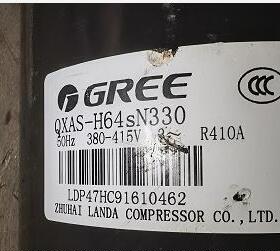 GREE
QXAS-H64sN330
50Hz 380-415V R410A
LDP47HC91610462
ZHUHAI LANDA COMPRESSOR CO.,LTD.